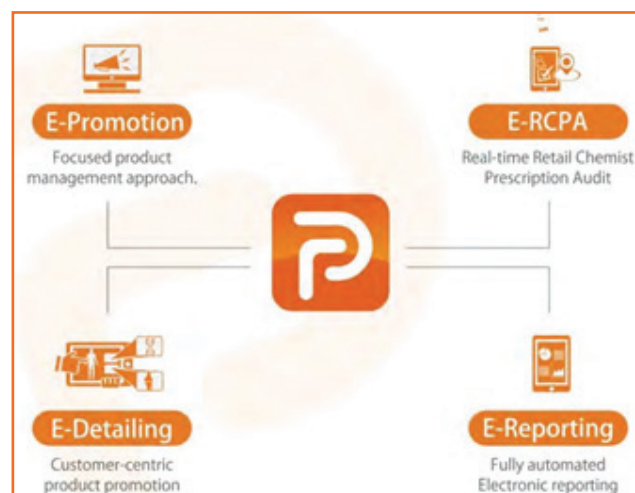 E-Promotion
Focused product
management approach.
E-RCPA
Real-time Retail Chemist
Prescription Audit
P
E-Detailing
Customer-centric
product promotion
E-Reporting
Fully automated
Electronic reporting